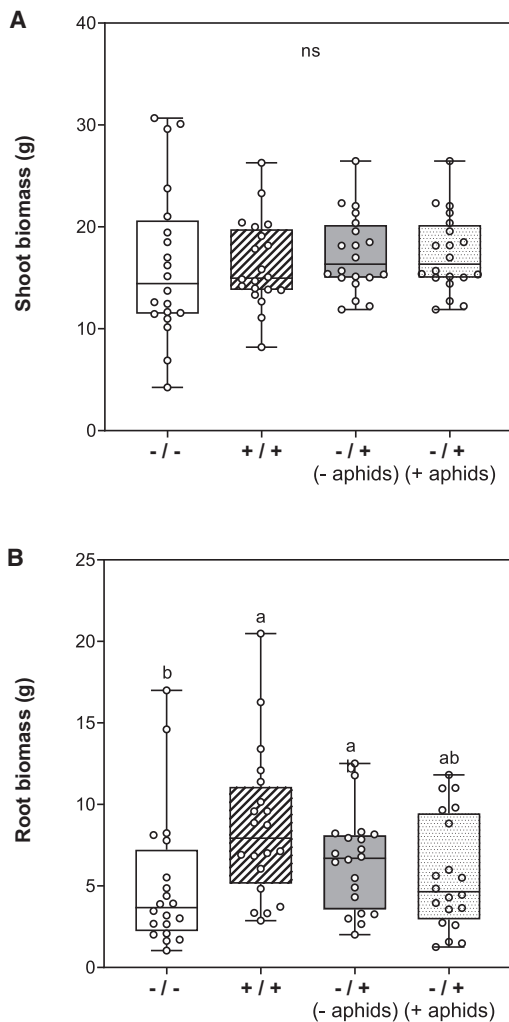 A
40
ns
30
20
10
0
Shoot biomass (g)
- / - + / + - / + - / +
(- aphids) (+ aphids)
B
25
a
20
b
15
a
b
ab
10
5
0
Root biomass (g)
- / - + / + - / + - / +
(- aphids) (+ aphids)